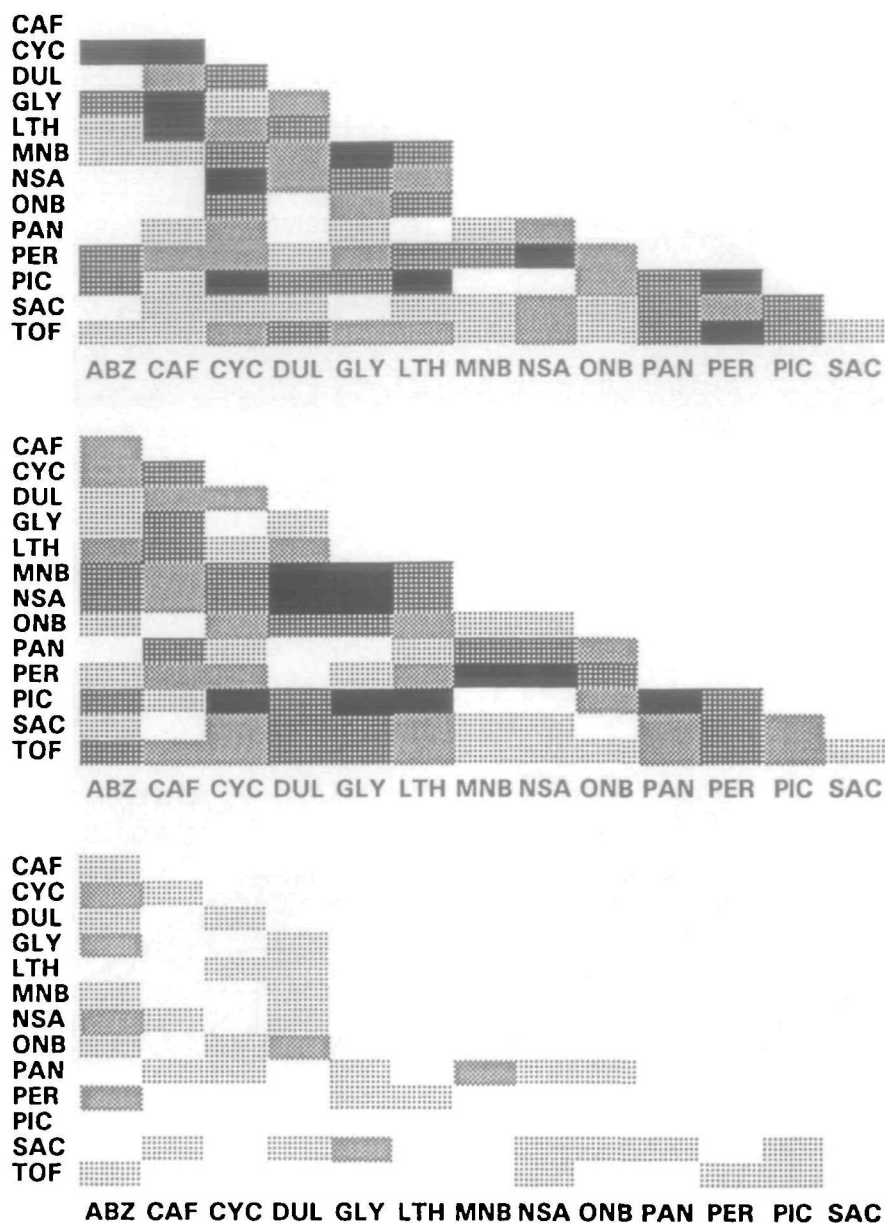 CAF
CYC
DUL
GLY
LTH
MNB
NSA
ONB
PAN
PER
PIC
SAC
TOF
ABZ CAF CYC DUL GLY LTH MNB NSA ONB PAN PER PIC SAC
CAF
CYC
DUL
GLY
LTH
MNB
NSA
ONB
PAN
PER
PIC
SAC
TOF
ABZ CAF CYC DUL GLY LTH MNB NSA ONB PAN PER PIC SAC
CAF
CYC
DUL
GLY
LTH
MNB
NSA
ONB
PAN
PER
PIC
SAC
TOF
ABZ CAF CYC DUL GLY LTH MNB NSA ONB PAN PER PIC SAC